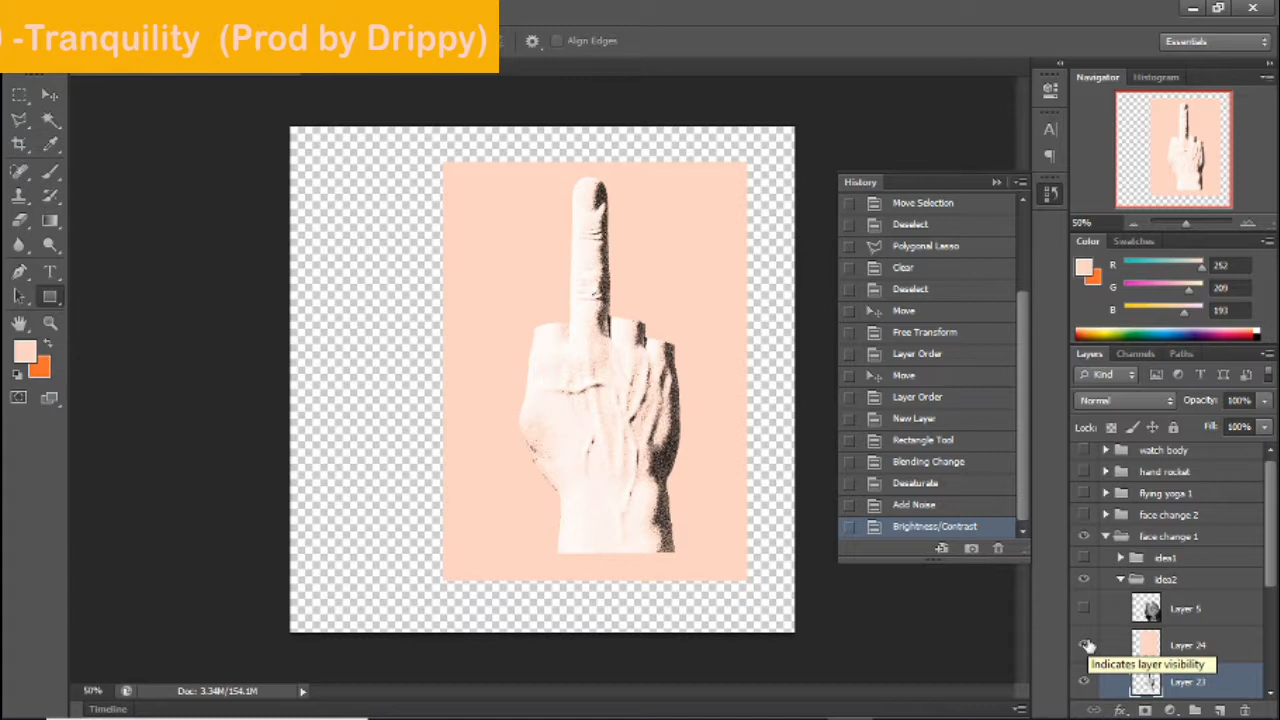 -Tranquility (Prod by Drippy)
Align Edges
Essentials
Navigator
Histogram
50%
History
Move Selection
Deselect
Polygonal Lasso
Clear
Deselect
Move
Free Transform
Layer Order
Move
Layer Order
New Layer
Rectangle Tool
Blending Change
Desaturate
Add Noise
Brightness/Contrast
Color
Swatches
R
252
G
209
B
193
Layers
Channels
Paths
Kind
Normal
Opacity:
100%
Lock:
Fill:
100%
watch body
hand rocket
flying yoga 1
face change 2
face change 1
idea1
idea2
Layer 5
Layer 24
Indicates layer visibility
Layer 23
50%
Doc: 3.34M/154.1M
Timeline